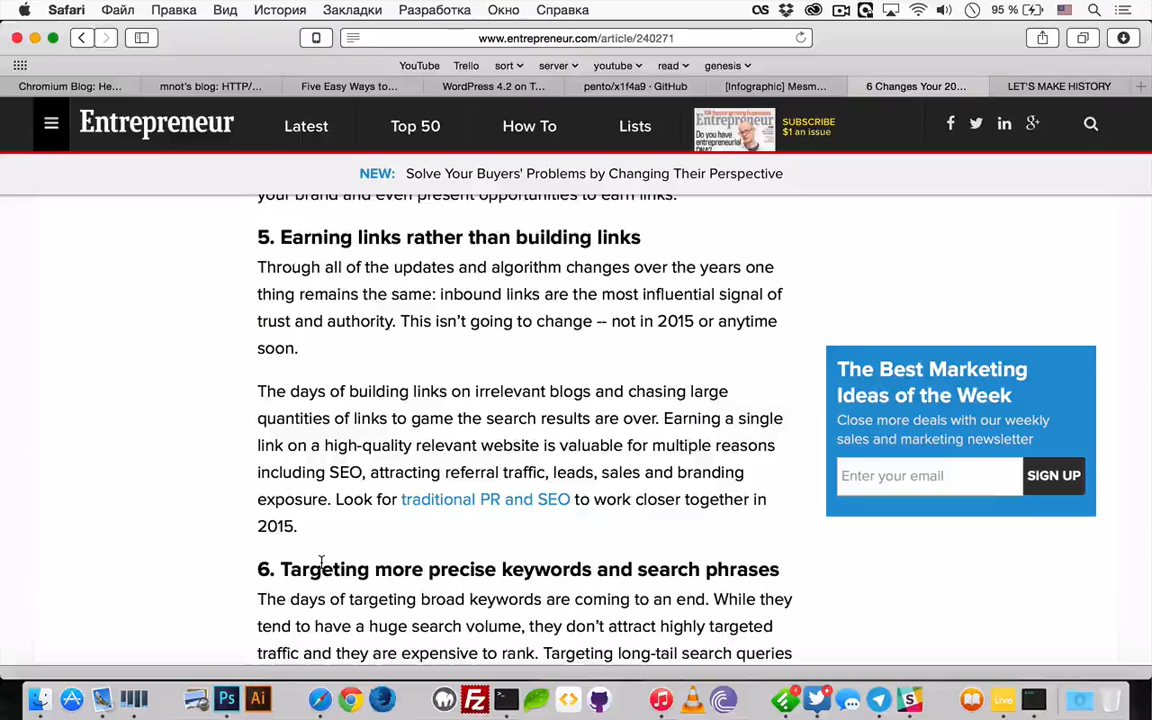 Safari Файл Правка Вид История Закладки Разработка Окно Справка
OS 95 %
www.entrepreneur.com/article/240271
YouTube Trello sort server youtube read genesis
Chromium Blog: He... mnot's blog: HTTP/... Five Easy Ways to... WordPress 4.2 on T... pento/x1f4a9 · GitHub [Infographic] Mesm... 6 Changes Your 20... LET'S MAKE HISTORY
Entrepreneur Latest Top 50 How To Lists
Entrepreneur
Do you have
entrepreneurial
DNA?
SUBSCRIBE
$1 an issue
NEW: Solve Your Buyers' Problems by Changing Their Perspective
your brand and even present opportunities to earn links.
5. Earning links rather than building links
Through all of the updates and algorithm changes over the years one
thing remains the same: inbound links are the most influential signal of
trust and authority. This isn't going to change -- not in 2015 or anytime
soon.
The days of building links on irrelevant blogs and chasing large
quantities of links to game the search results are over. Earning a single
link on a high-quality relevant website is valuable for multiple reasons
including SEO, attracting referral traffic, leads, sales and branding
exposure. Look for traditional PR and SEO to work closer together in
2015.
6. Targeting more precise keywords and search phrases
The days of targeting broad keywords are coming to an end. While they
tend to have a huge search volume, they don't attract highly targeted
traffic and they are expensive to rank. Targeting long-tail search queries
The Best Marketing
Ideas of the Week
Close more deals with our weekly
sales and marketing newsletter
Enter your email SIGN UP
Ps Ai Fz Live